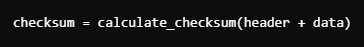 checksum = calculate_checksum(header + data)